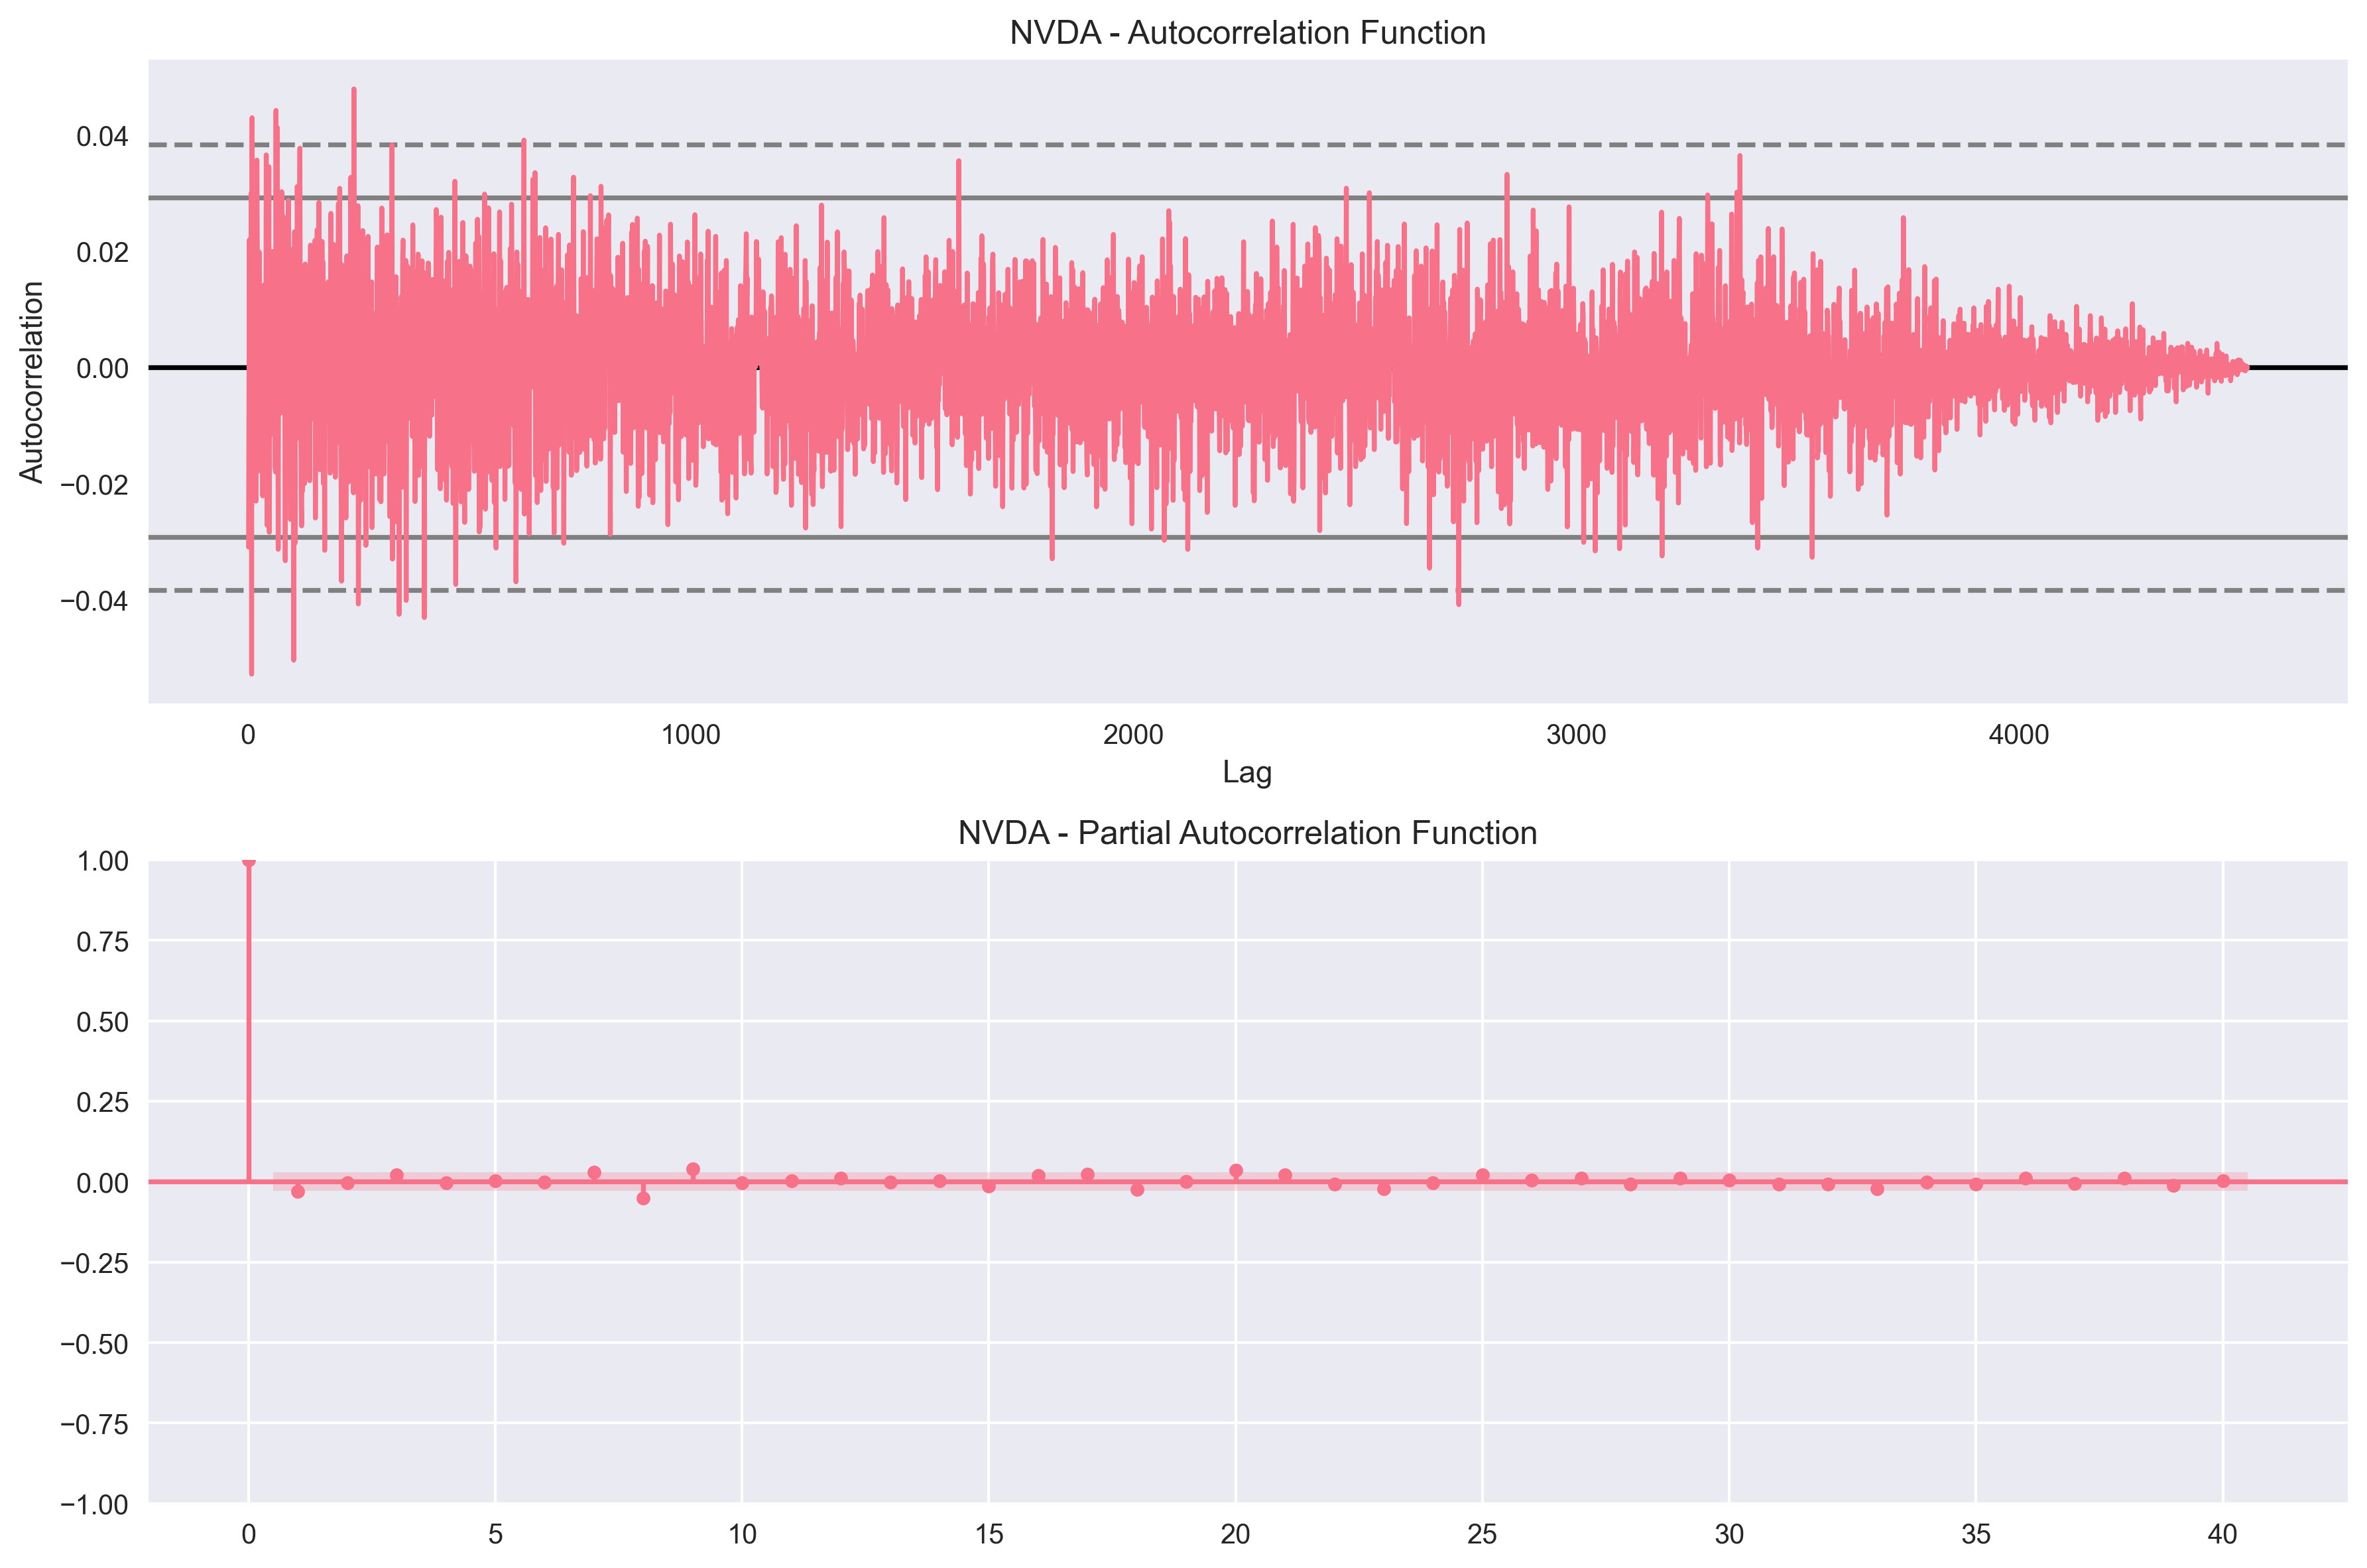 NVDA - Autocorrelation Function
0.04
0.02
0.00
−0.02
−0.04
Autocorrelation
0 1000 2000 3000 4000
Lag
NVDA - Partial Autocorrelation Function
1.00
0.75
0.50
0.25
0.00
−0.25
−0.50
−0.75
−1.00
0 5 10 15 20 25 30 35 40